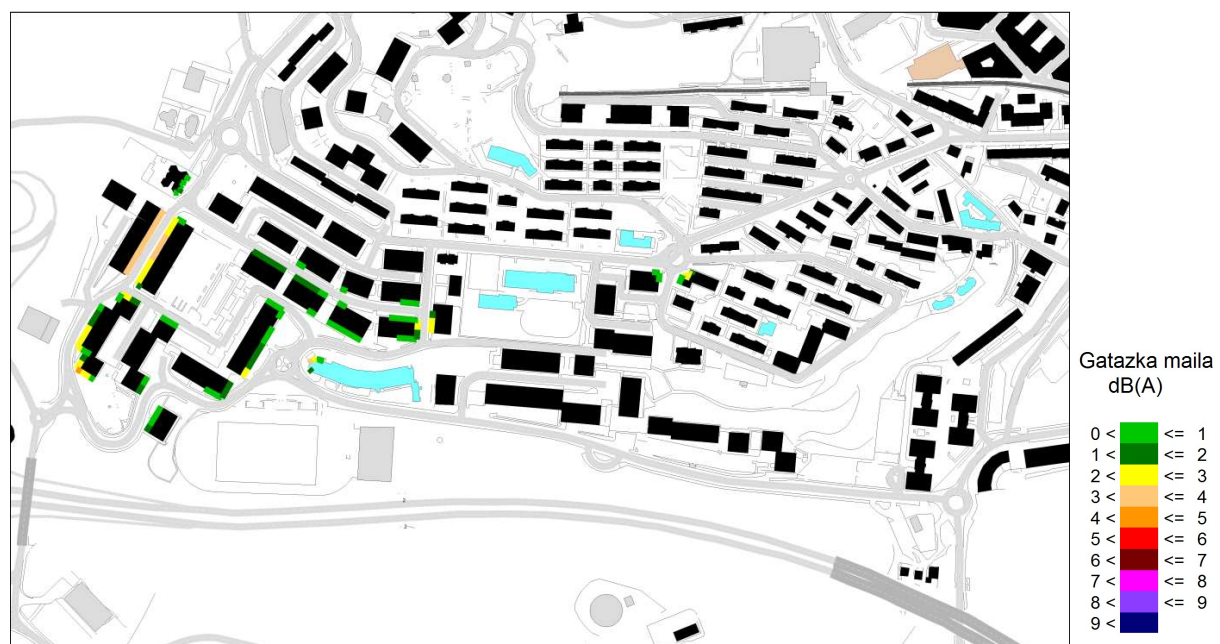 Gatazka maila
dB(A)
0 < <= 1
1 < <= 2
2 < <= 3
3 < <= 4
4 < <= 5
5 < <= 6
6 < <= 7
7 < <= 8
8 < <= 9
9 <